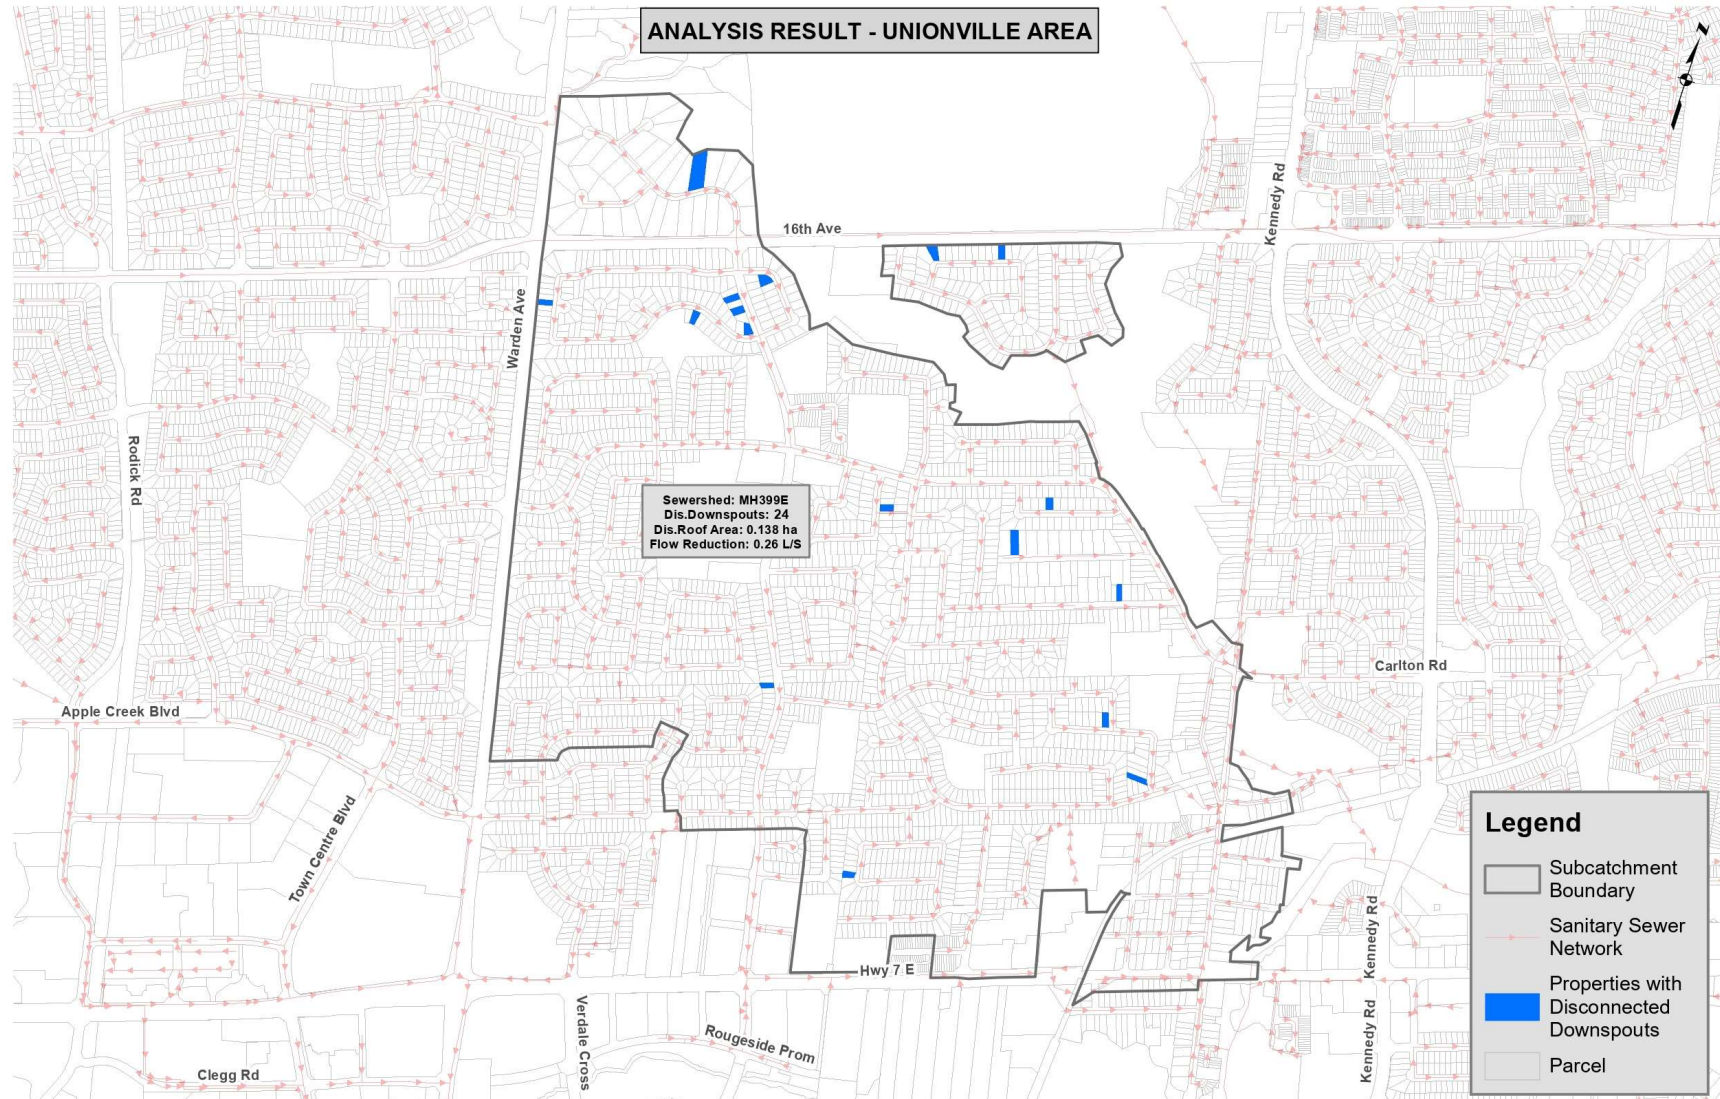 ANALYSIS RESULT - UNIONVILLE AREA
N
16th Ave
Kennedy Rd
Warden Ave
Rodick Rd
Sewershed: MH399E
Dis.Downspouts: 24
Dis.Roof Area: 0.138 ha
Flow Reduction: 0.26 L/S
Carlton Rd
Apple Creek Blvd
Town Centre Blvd
Hwy 7 E
Kennedy Rd
Kennedy Rd
Verdale Cross
Rougeside Prom
Clegg Rd
Legend
Subcatchment
Boundary
Sanitary Sewer
Network
Properties with
Disconnected
Downspouts
Parcel